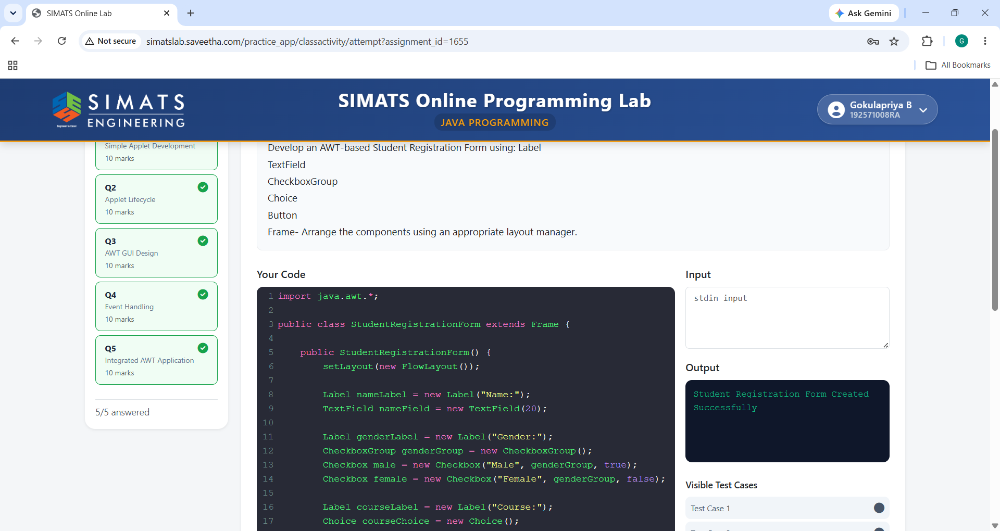 SIMATS Online Lab
Ask Gemini
Not secure
simatslab.saveetha.com/practice_app/classactivity/attempt?assignment_id=1655
G
All Bookmarks
SIMATS
ENGINEERING
Engineer to Excel
SIMATS Online Programming Lab
JAVA PROGRAMMING
Gokulapriya B
192571008RA
Simple Applet Development
10 marks
Q2
Applet Lifecycle
10 marks
Q3
AWT GUI Design
10 marks
Q4
Event Handling
10 marks
Q5
Integrated AWT Application
10 marks
5/5 answered
Develop an AWT-based Student Registration Form using: Label
TextField
CheckboxGroup
Choice
Button
Frame- Arrange the components using an appropriate layout manager.
Your Code
1 import java.awt.*;
2
3 public class StudentRegistrationForm extends Frame {
4
5     public StudentRegistrationForm() {
6         setLayout(new FlowLayout());
7
8         Label nameLabel = new Label("Name:");
9         TextField nameField = new TextField(20);
10
11         Label genderLabel = new Label("Gender:");
12         CheckboxGroup genderGroup = new CheckboxGroup();
13         Checkbox male = new Checkbox("Male", genderGroup, true);
14         Checkbox female = new Checkbox("Female", genderGroup, false);
15
16         Label courseLabel = new Label("Course:");
17         Choice courseChoice = new Choice();
Input
stdin input
Output
Student Registration Form Created
Successfully
Visible Test Cases
Test Case 1